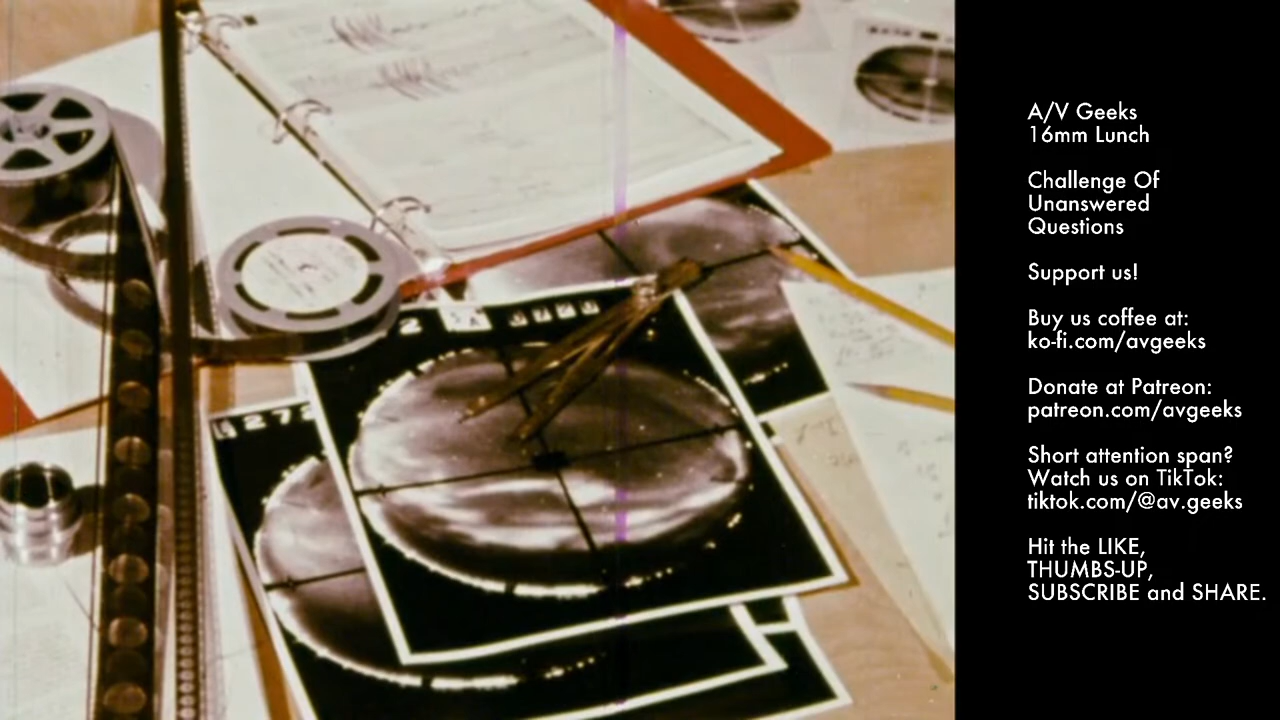 A/V Geeks
16mm Lunch
Challenge Of
Unanswered
Questions
Support us!
Buy us coffee at:
ko-fi.com/avgeeks
Donate at Patreon:
patreon.com/avgeeks
Short attention span?
Watch us on TikTok:
tiktok.com/@av.geeks
Hit the LIKE,
THUMBS-UP,
SUBSCRIBE and SHARE.